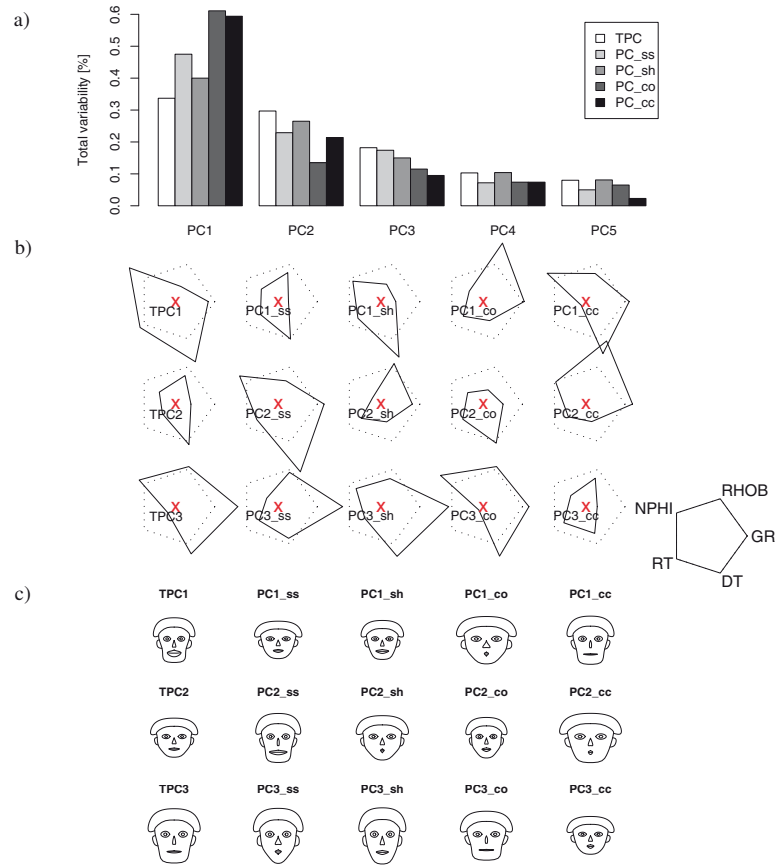 a)
Total variability [%]
0.6
0.5
0.4
0.3
0.2
0.1
0.0
TPC
PC_ss
PC_sh
PC_co
PC_cc
PC1 PC2 PC3 PC4 PC5
b)
TPC1 PC1_ss PC1_sh PC1_co PC1_cc
X X X X X
TPC2 PC2_ss PC2_sh PC2_co PC2_cc
X X X X X
TPC3 PC3_ss PC3_sh PC3_co PC3_cc
X X X X X
RHOB
NPHI
GR
RT
DT
c)
TPC1 PC1_ss PC1_sh PC1_co PC1_cc
TPC2 PC2_ss PC2_sh PC2_co PC2_cc
TPC3 PC3_ss PC3_sh PC3_co PC3_cc